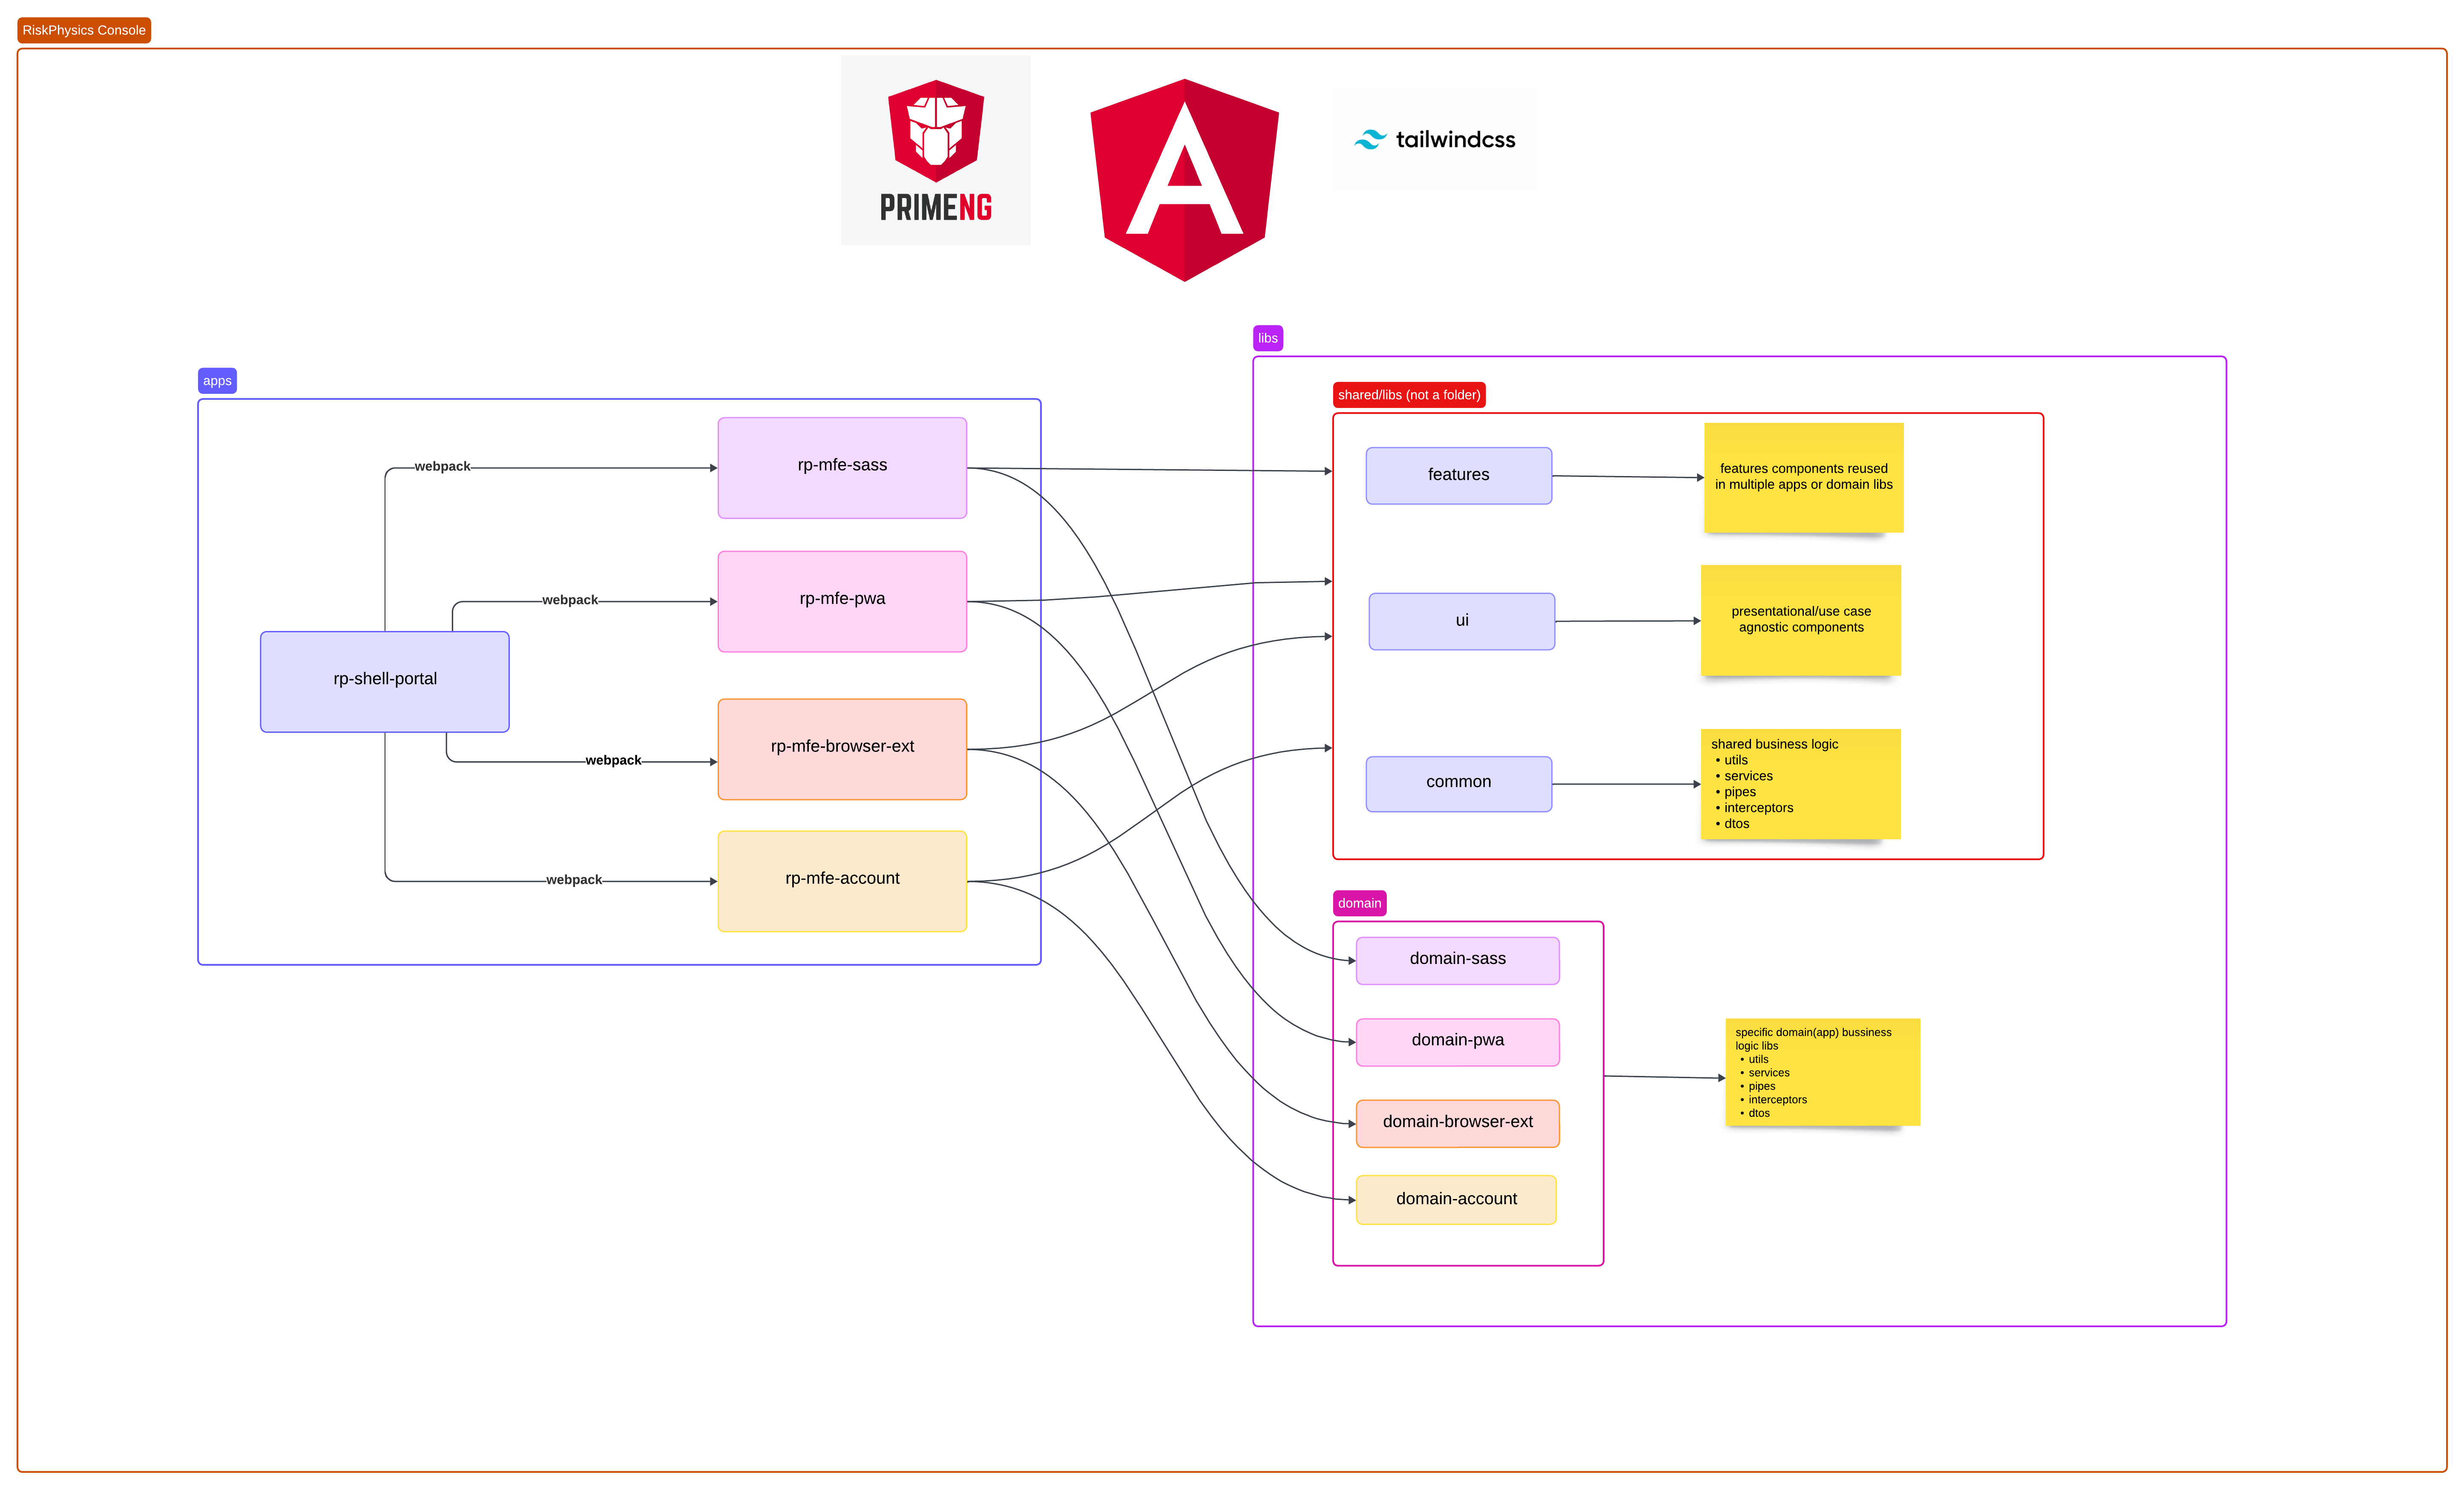 RiskPhysics Console
PRIMENG
tailwindcss
libs
apps
shared/libs (not a folder)
webpack
rp-mfe-sass
features
features components reused
in multiple apps or domain libs
webpack
rp-mfe-pwa
ui
presentational/use case
agnostic components
rp-shell-portal
webpack
rp-mfe-browser-ext
common
shared business logic
• utils
• services
• pipes
• interceptors
• dtos
webpack
rp-mfe-account
domain
domain-sass
domain-pwa
domain-browser-ext
domain-account
specific domain(app) bussiness
logic libs
• utils
• services
• pipes
• interceptors
• dtos